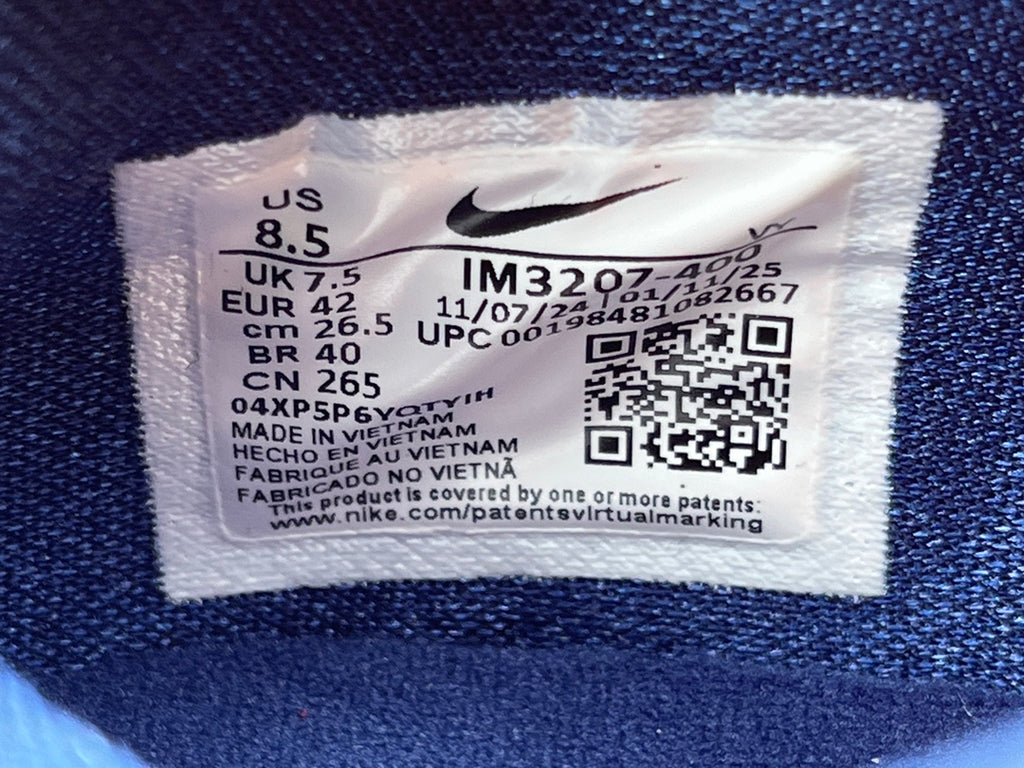 US
8.5
UK 7.5
EUR 42
cm 26.5
BR 40
CN 265
IM3207-400
11/07/24 | 01/11/25
UPC 00198481082667
04XP5P6YQTYIH
MADE IN VIETNAM
HECHO EN VIETNAM
FABRIQUE AU VIETNAM
FABRICADO NO VIETNÃ
This product is covered by one or more patents:
www.nike.com/patentsvirtualmarking